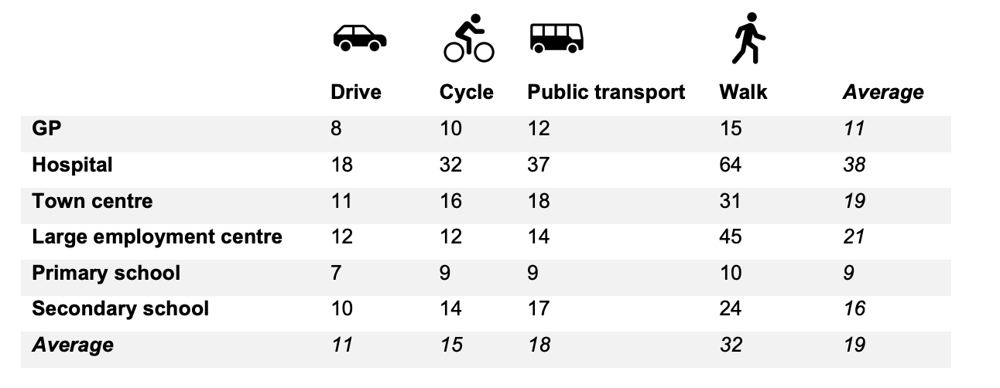 Drive Cycle Public transport Walk Average
GP 8 10 12 15 11
Hospital 18 32 37 64 38
Town centre 11 16 18 31 19
Large employment centre 12 12 14 45 21
Primary school 7 9 9 10 9
Secondary school 10 14 17 24 16
Average 11 15 18 32 19